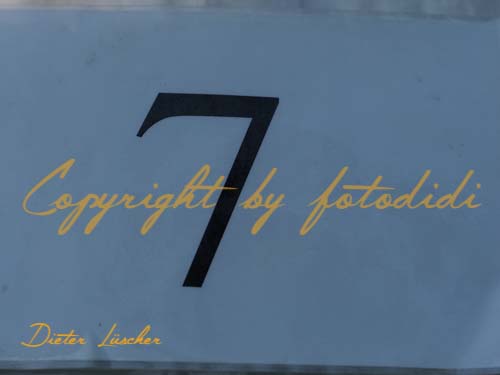 7
Copyright by fotodidi
Dieter Lüscher